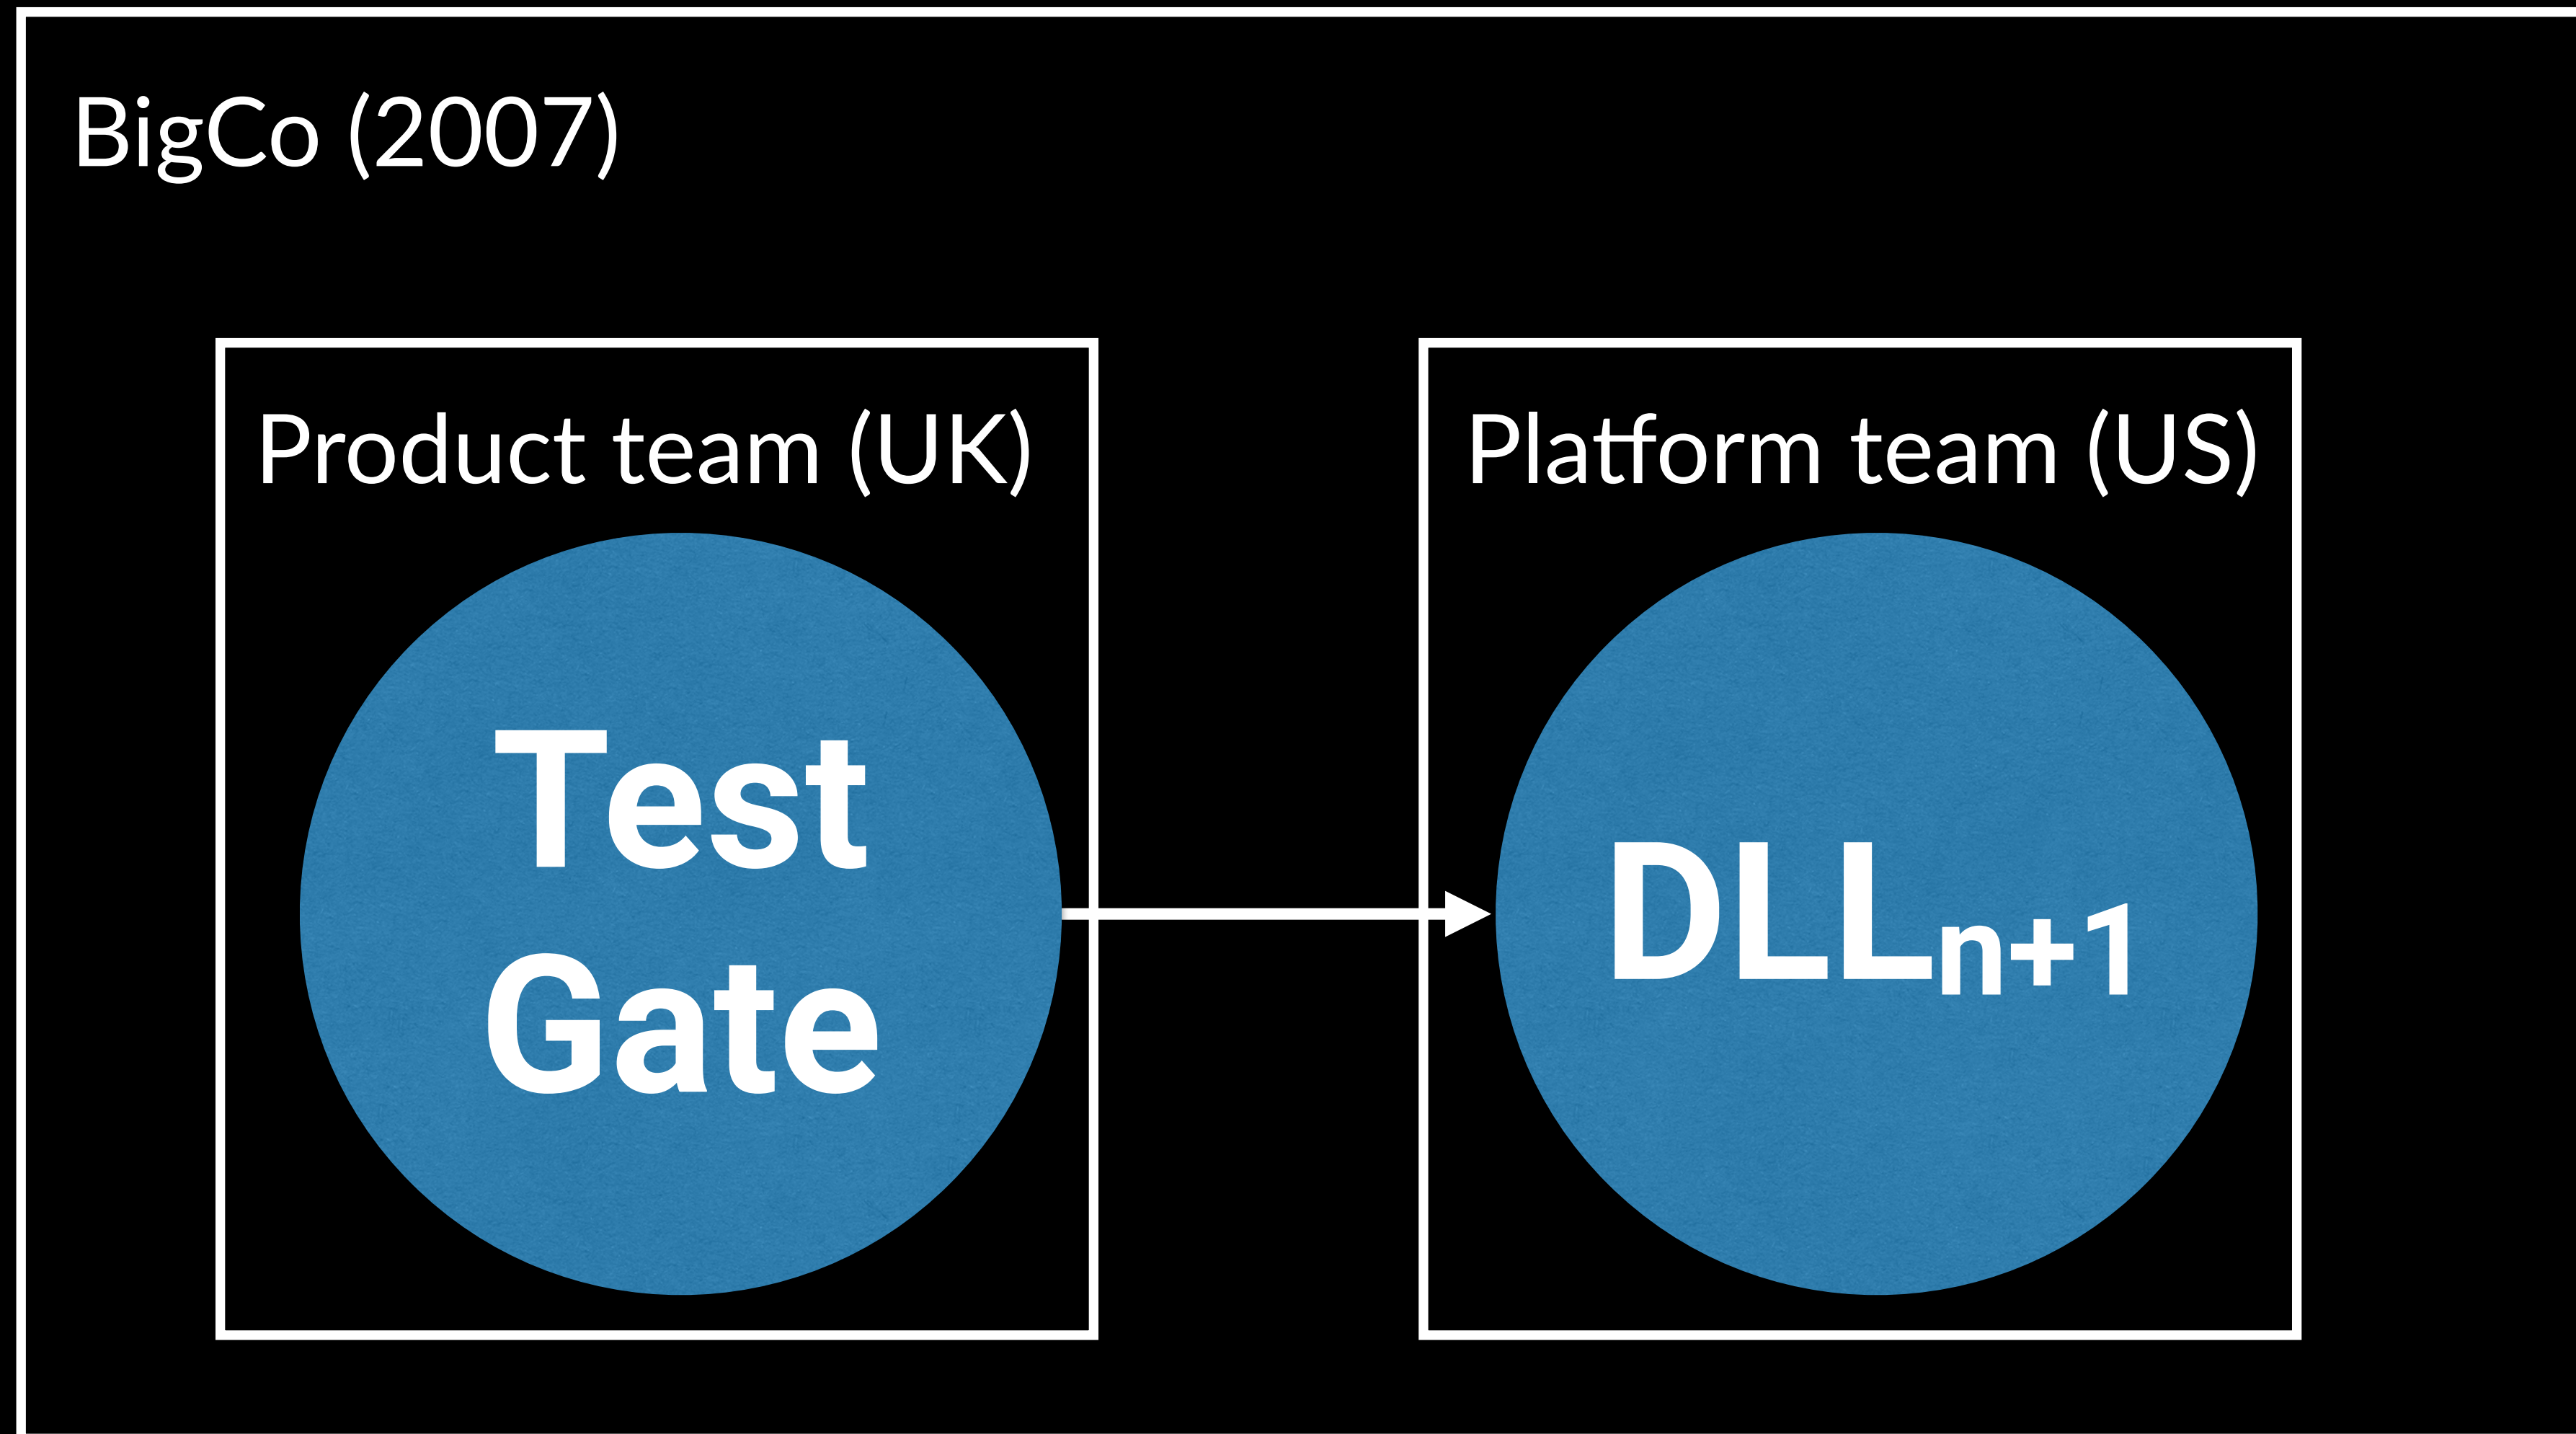 BigCo (2007)
Product team (UK)
Test
Gate
Platform team (US)
DLLn+1